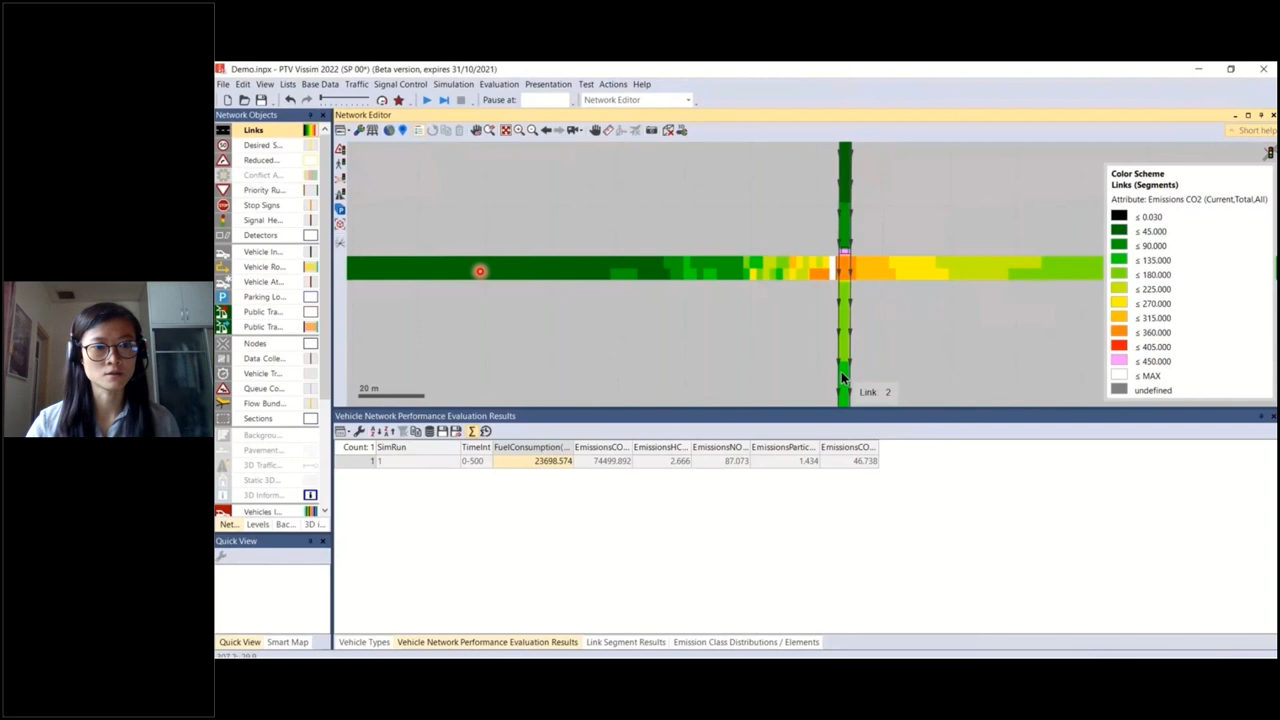 Demo.inpx - PTV Vissim 2022 (SP 00*) (Beta version, expires 31/10/2021)
File Edit View Lists Base Data Traffic Signal Control Simulation Evaluation Presentation Test Actions Help
Pause at: Network Editor
Network Objects
Links
Desired S...
Reduced...
Conflict A...
Priority Ru...
Stop Signs
Signal He...
Detectors
Vehicle In...
Vehicle Ro...
Vehicle At...
Parking Lo...
Public Tra...
Public Tra...
Nodes
Data Colle...
Vehicle Tr...
Queue Co...
Flow Bund...
Sections
Backgrou...
Pavement...
3D Traffic...
Static 3D...
3D Inform...
Vehicles I...
Net... Levels Bac... 3D i...
Quick View
Quick View Smart Map
Network Editor
Short help
Color Scheme
Links (Segments)
Attribute: Emissions CO2 (Current,Total,All)
≤ 0.030
≤ 45.000
≤ 90.000
≤ 135.000
≤ 180.000
≤ 225.000
≤ 270.000
≤ 315.000
≤ 360.000
≤ 405.000
≤ 450.000
≤ MAX
undefined
20 m
Link 2
Vehicle Network Performance Evaluation Results
Count: 1 SimRun TimeInt FuelConsumption(... EmissionsCO... EmissionsHC... EmissionsNO... EmissionsPartic... EmissionsCO...
1 1 0-500 23698.574 74499.892 2.666 87.073 1.434 46.738
Vehicle Types Vehicle Network Performance Evaluation Results Link Segment Results Emission Class Distributions / Elements